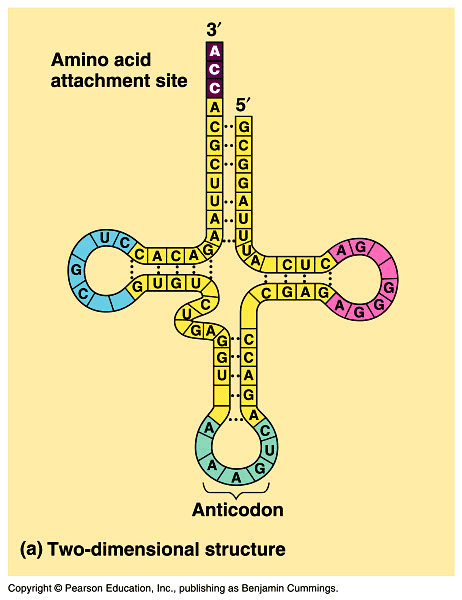 3′
Amino acid
attachment site
5′
A
C
C
A
C
G
C
U
U
A
A
G
G
C
G
G
A
U
U
U
A
U C C
C A C A
G
C
G U G U C
U
G A G
G
U
C U C
A G
G
G
G
A
C G A G
C
C
A
G
A
C
U
G
A
A
A
Anticodon
(a) Two-dimensional structure
Copyright © Pearson Education, Inc., publishing as Benjamin Cummings.